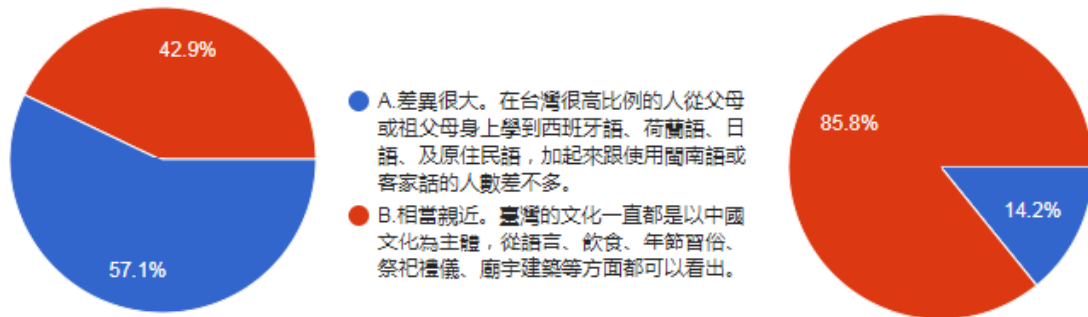 42.9%
57.1%
A.差異很大。在台灣很高比例的人從父母
或祖父母身上學到西班牙語、荷蘭語、日
語、及原住民語，加起來跟使用閩南語或
客家話的人數差不多。
B.相當親近。臺灣的文化一直都是以中國
文化為主體，從語言、飲食、年節習俗、
祭祀禮儀、廟宇建築等方面都可以看出。
85.8%
14.2%